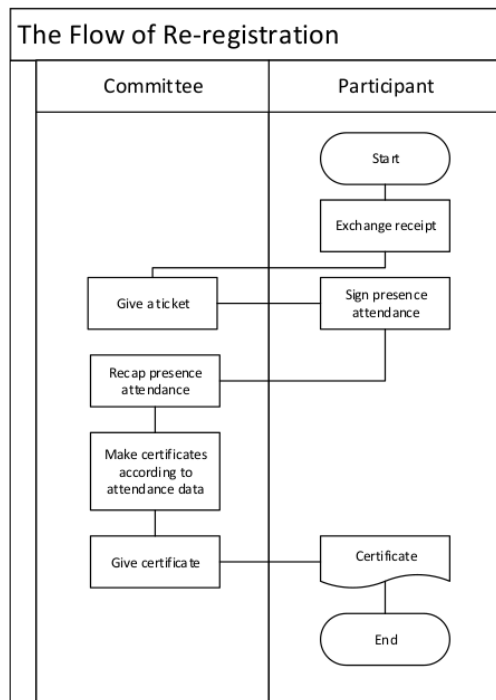 The Flow of Re-registration
Committee
Participant
Start
Exchange receipt
Give a ticket
Sign presence
attendance
Recap presence
attendance
Make certificates
according to
attendance data
Give certificate
Certificate
End